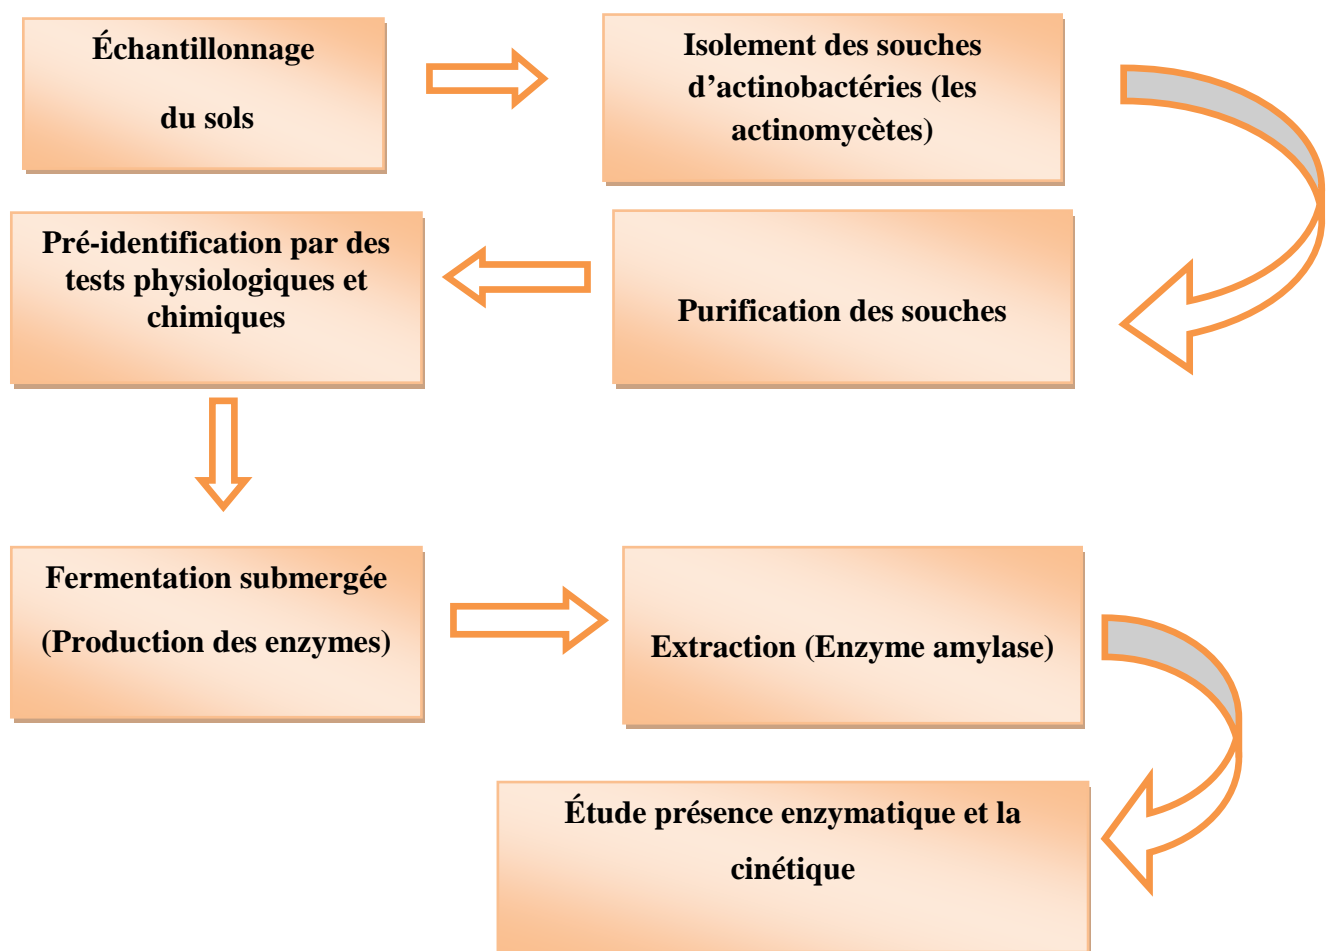 Échantillonnage
du sols
Isolement des souches
d’actinobactéries (les
actinomycètes)
Purification des souches
Pré-identification par des
tests physiologiques et
chimiques
Fermentation submergée
(Production des enzymes)
Extraction (Enzyme amylase)
Étude présence enzymatique et la
cinétique